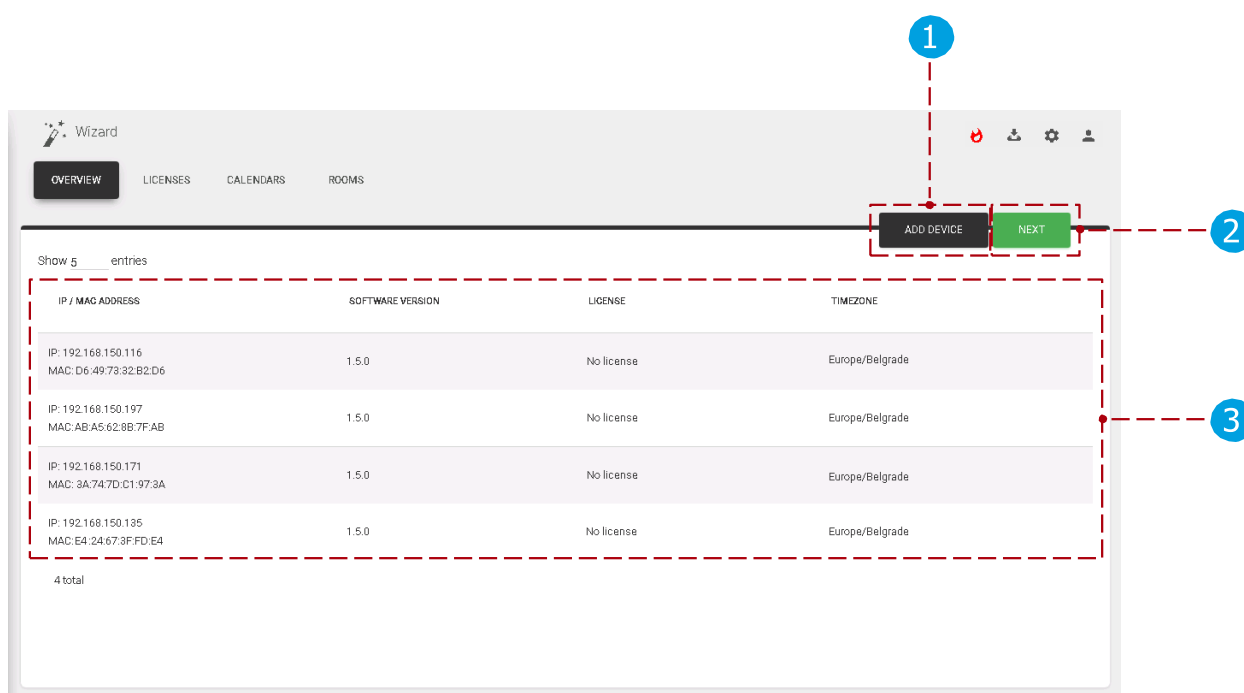 1
Wizard
OVERVIEW LICENSES CALENDARS ROOMS
ADD DEVICE NEXT 2
Show 5 entries
IP / MAC ADDRESS SOFTWARE VERSION LICENSE TIMEZONE
IP: 192.168.150.116
MAC: D6:49:73:32:B2:D6
1.5.0 No license Europe/Belgrade
IP: 192.168.150.197
MAC: AB:A5:62:8B:7F:AB
1.5.0 No license Europe/Belgrade
3
IP: 192.168.150.171
MAC: 3A:74:7D:C1:97:3A
1.5.0 No license Europe/Belgrade
IP: 192.168.150.135
MAC: E4:24:67:3F:FD:E4
1.5.0 No license Europe/Belgrade
4 total